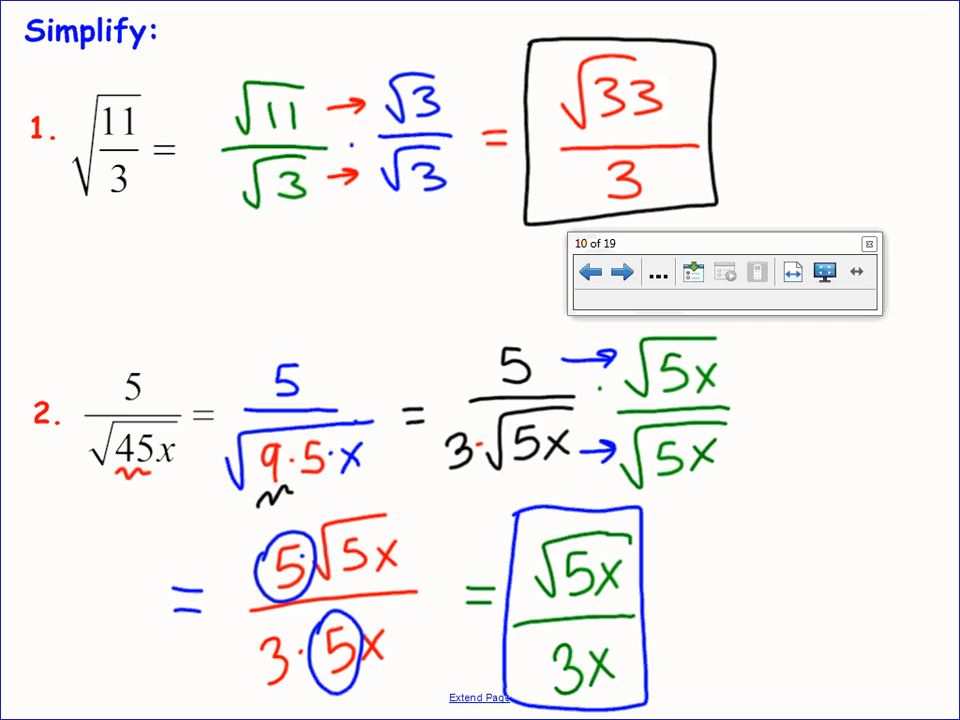 Simplify:
1. √(11/3) = √11/√3 → → · √3/√3 = √33/3
10 of 19
...
2. 5/√(45x) = 5/√(9·5·x) = 5/(3·√(5x)) → → · √(5x)/√(5x)
= 5·√(5x)/(3·5x) = √(5x)/(3x)
Extend Page